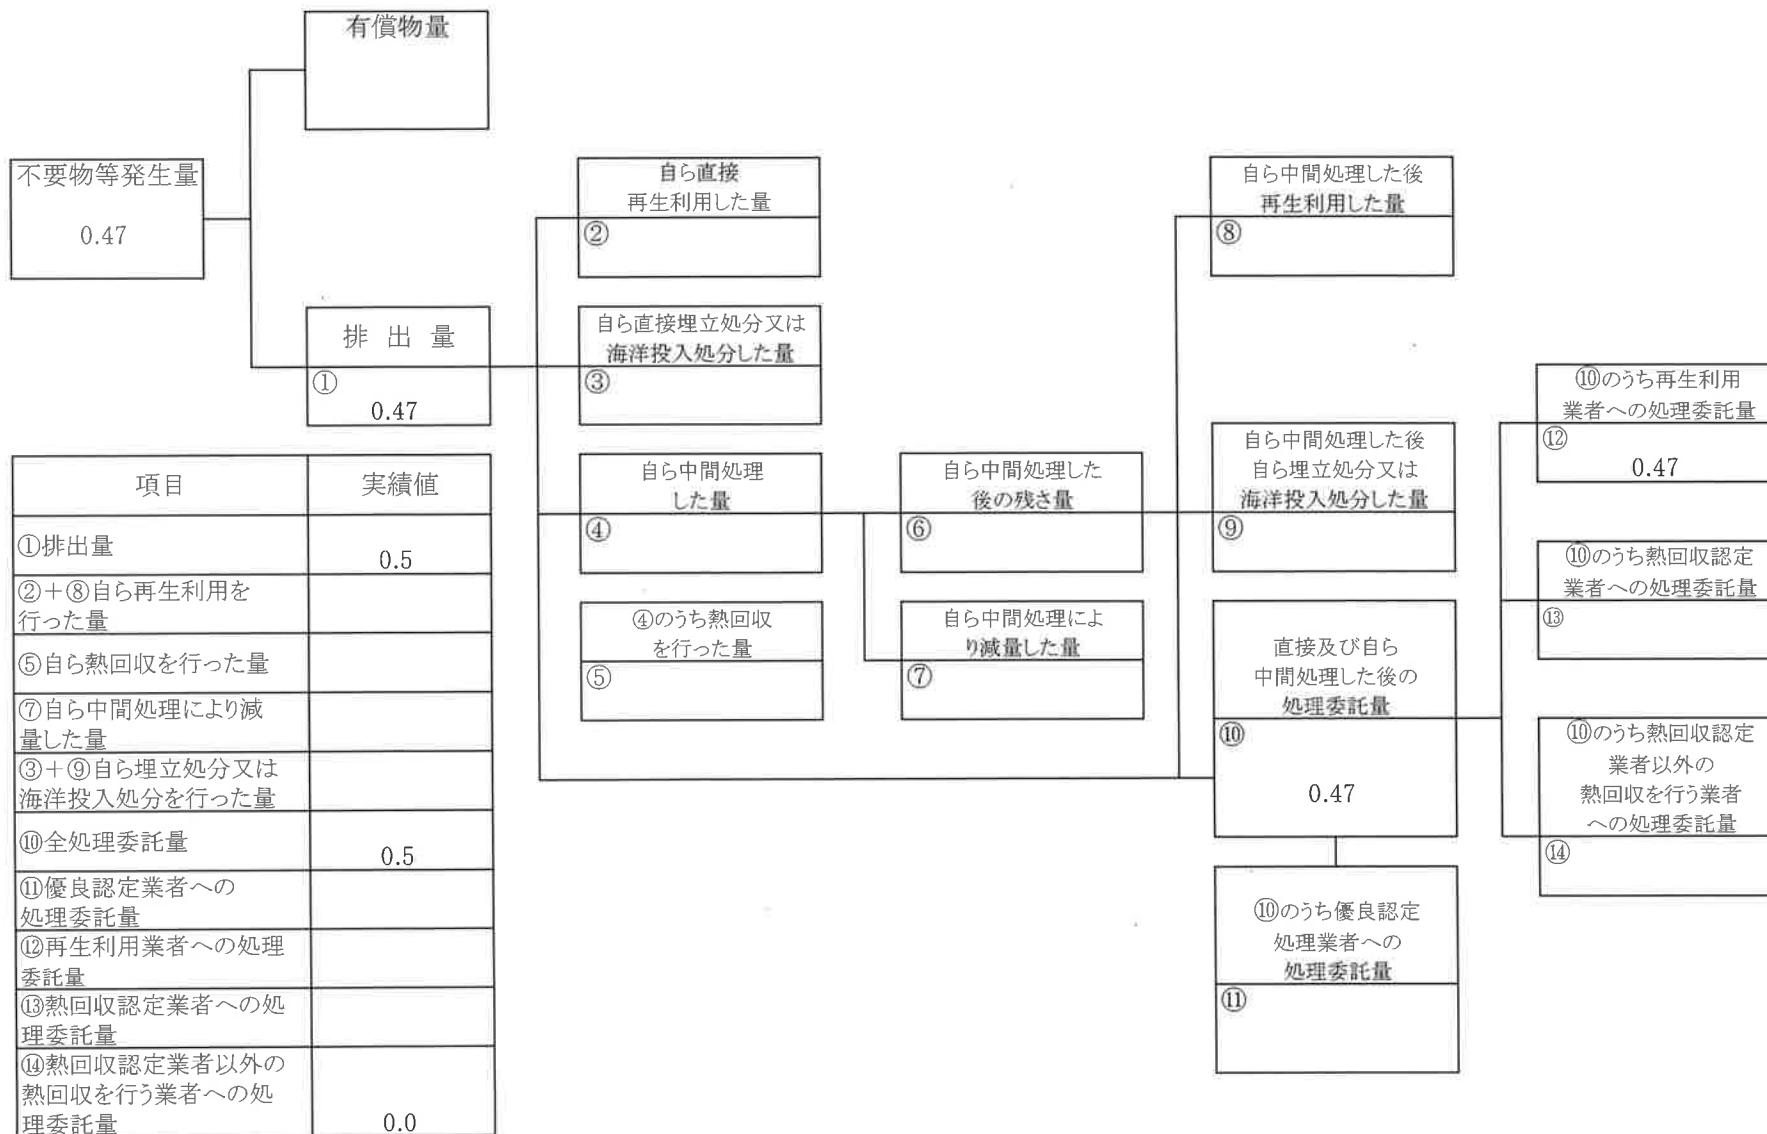 有償物量
不要物等発生量
0.47
排 出 量
①
0.47
自ら直接
再生利用した量
②
自ら直接埋立処分又は
海洋投入処分した量
③
自ら中間処理
した量
④
④のうち熱回収
を行った量
⑤
自ら中間処理した
後の残さ量
⑥
自ら中間処理によ
り減量した量
⑦
自ら中間処理した後
再生利用した量
⑧
自ら中間処理した後
自ら埋立処分又は
海洋投入処分した量
⑨
直接及び自ら
中間処理した後の
処理委託量
⑩
0.47
⑩のうち優良認定
処理業者への
処理委託量
⑪
⑩のうち再生利用
業者への処理委託量
⑫
0.47
⑩のうち熱回収認定
業者への処理委託量
⑬
⑩のうち熱回収認定
業者以外の
熱回収を行う業者
への処理委託量
⑭
項目 実績値
①排出量 0.5
②+⑧自ら再生利用を
行った量
⑤自ら熱回収を行った量
⑦自ら中間処理により減
量した量
③+⑨自ら埋立処分又は
海洋投入処分を行った量
⑩全処理委託量 0.5
⑪優良認定業者への
処理委託量
⑫再生利用業者への処理
委託量
⑬熱回収認定業者への処
理委託量
⑭熱回収認定業者以外の
熱回収を行う業者への処
理委託量 0.0